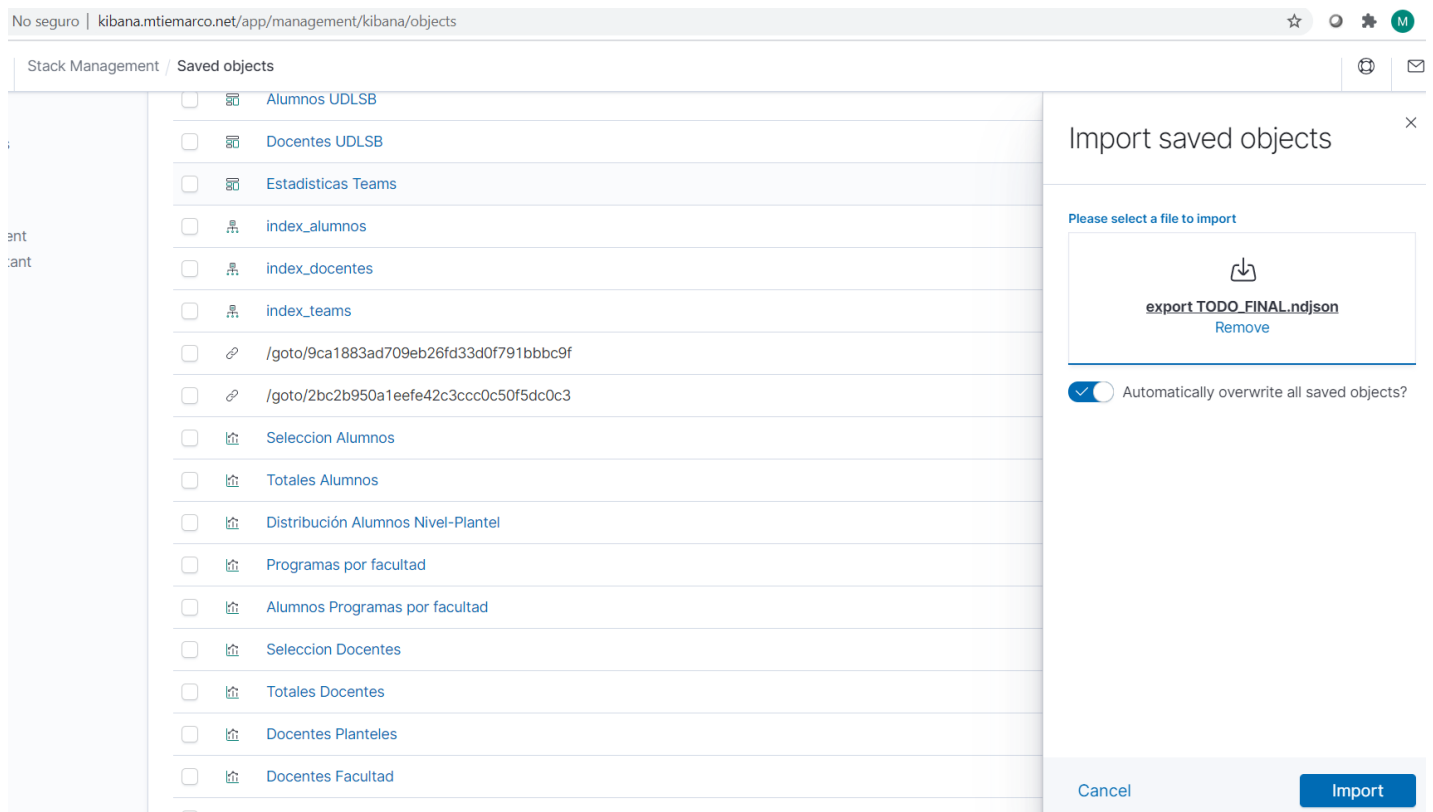 No seguro | kibana.mtiemarco.net/app/management/kibana/objects
M
Stack Management / Saved objects
ent
tant
Alumnos UDLSB
Docentes UDLSB
Estadisticas Teams
index_alumnos
index_docentes
index_teams
/goto/9ca1883ad709eb26fd33d0f791bbbc9f
/goto/2bc2b950a1eefe42c3ccc0c50f5dc0c3
Seleccion Alumnos
Totales Alumnos
Distribución Alumnos Nivel-Plantel
Programas por facultad
Alumnos Programas por facultad
Seleccion Docentes
Totales Docentes
Docentes Planteles
Docentes Facultad
Import saved objects
Please select a file to import
export TODO_FINAL.ndjson
Remove
Automatically overwrite all saved objects?
Cancel
Import